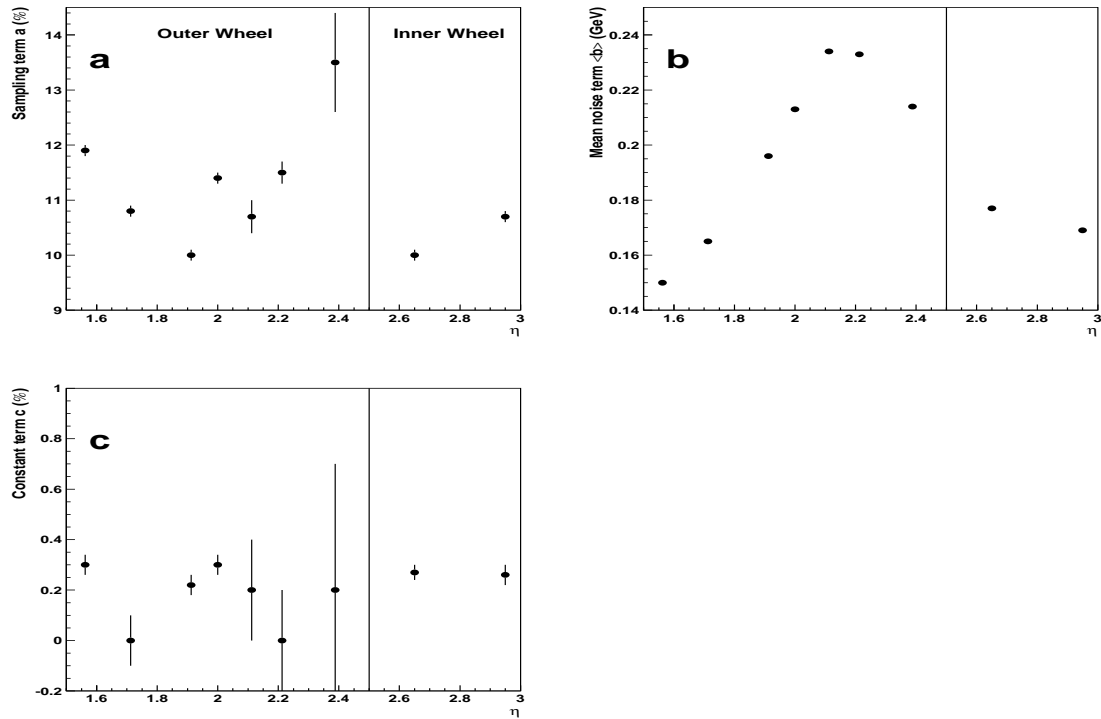 Sampling term a (%)
14
13
12
11
10
9
a
Outer Wheel
Inner Wheel
1.6 1.8 2 2.2 2.4 2.6 2.8 3
η
Mean noise term <b> (GeV)
0.24
0.22
0.2
0.18
0.16
0.14
b
1.6 1.8 2 2.2 2.4 2.6 2.8 3
η
Constant term c (%)
1
0.8
0.6
0.4
0.2
0
-0.2
c
1.6 1.8 2 2.2 2.4 2.6 2.8 3
η